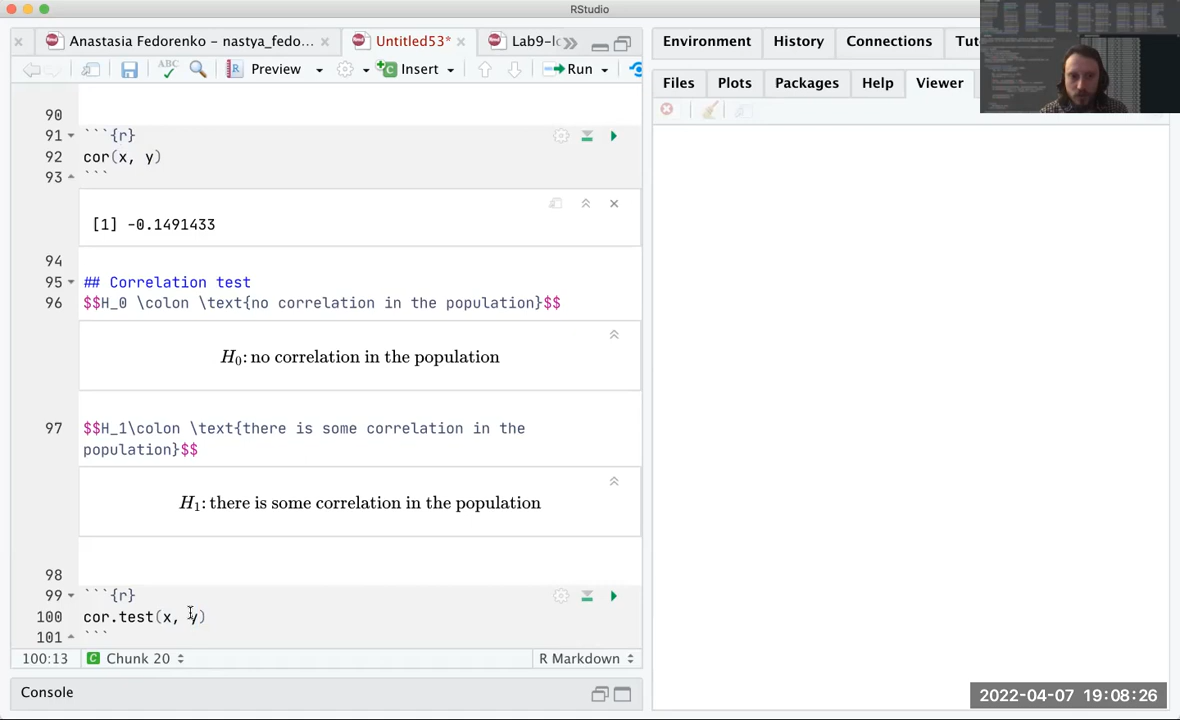 RStudio
Anastasia Fedorenko – nastya_fedo...
Untitled53*
Lab9-lo
Preview
Insert
Run
90
91 ```{r}
92 cor(x, y)
93 ```
[1] -0.1491433
94
95 ## Correlation test
96 $$H_0 \colon \text{no correlation in the population}$$
H0: no correlation in the population
97 $$H_1\colon \text{there is some correlation in the
population}$$
H1: there is some correlation in the population
98
99 ```{r}
100 cor.test(x, y)
101 ```
100:13 Chunk 20 R Markdown
Console
Environment History Connections Tut
Files Plots Packages Help Viewer
2022-04-07 19:08:26